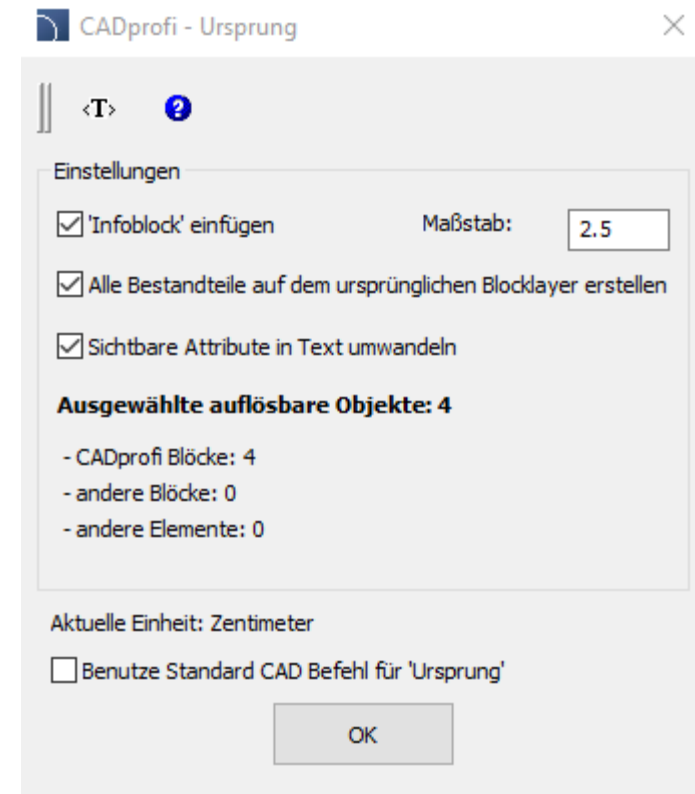 CADprofi - Ursprung
<T>
Einstellungen
'Infoblock' einfügen Maßstab: 2.5
Alle Bestandteile auf dem ursprünglichen Blocklayer erstellen
Sichtbare Attribute in Text umwandeln
Ausgewählte auflösbare Objekte: 4
- CADprofi Blöcke: 4
- andere Blöcke: 0
- andere Elemente: 0
Aktuelle Einheit: Zentimeter
Benutze Standard CAD Befehl für 'Ursprung'
OK